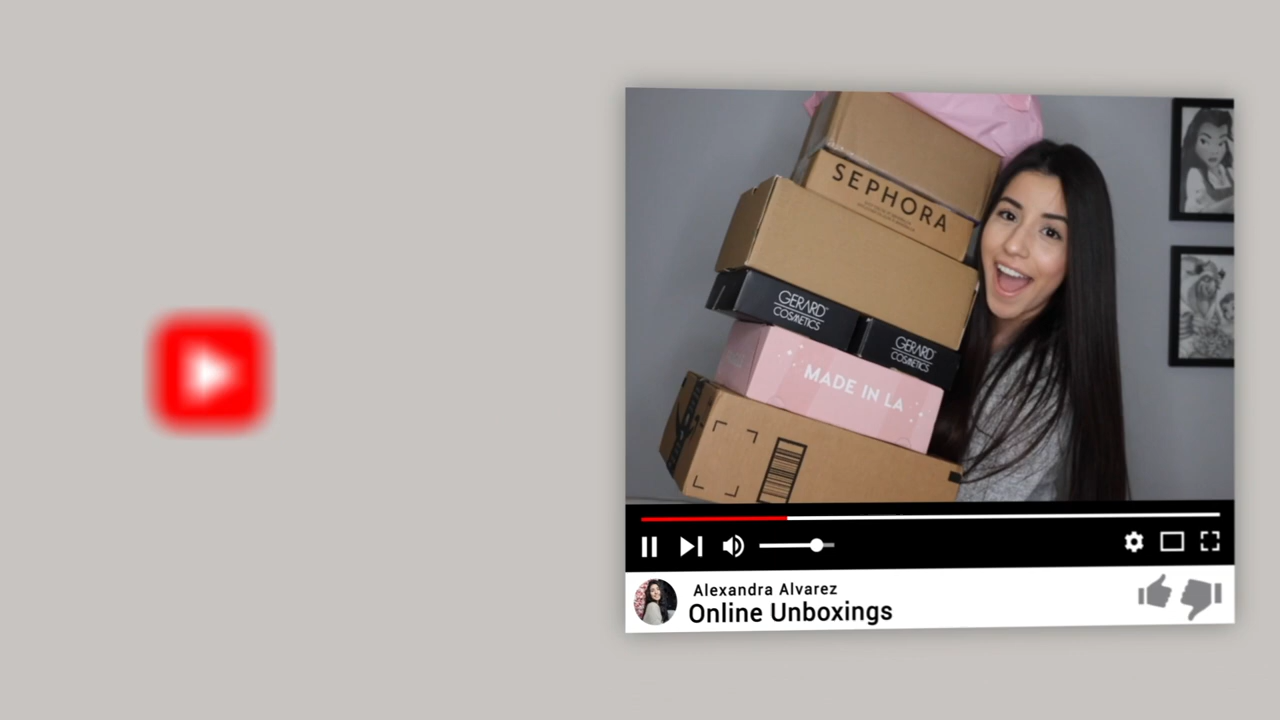 SEPHORA
GERARD
COSMETICS
GERARD
COSMETICS
MADE IN LA
Alexandra Alvarez
Online Unboxings